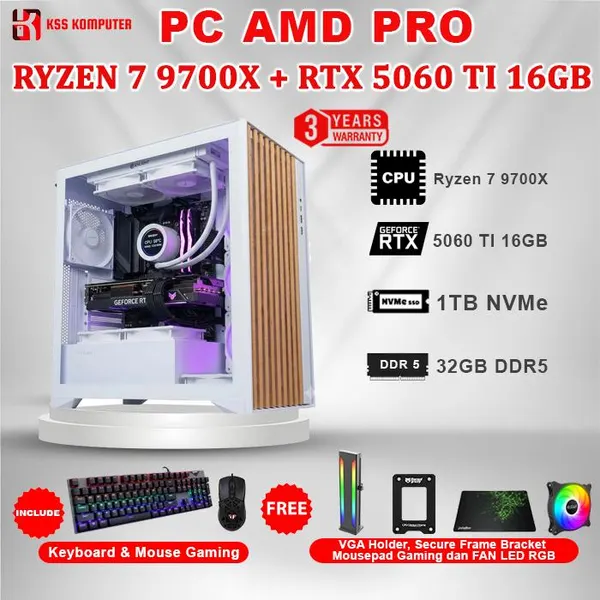 KSS KOMPUTER
PC AMD PRO
RYZEN 7 9700X + RTX 5060 TI 16GB
3 YEARS
WARRANTY
CPU
Ryzen 7 9700X
GEFORCE
RTX
5060 TI 16GB
NVMe SSD
1TB NVMe
DDR 5
32GB DDR5
GEFORCE RT
INCLUDE
Keyboard & Mouse Gaming
FREE
VGA Holder, Secure Frame Bracket
Mousepad Gaming dan FAN LED RGB